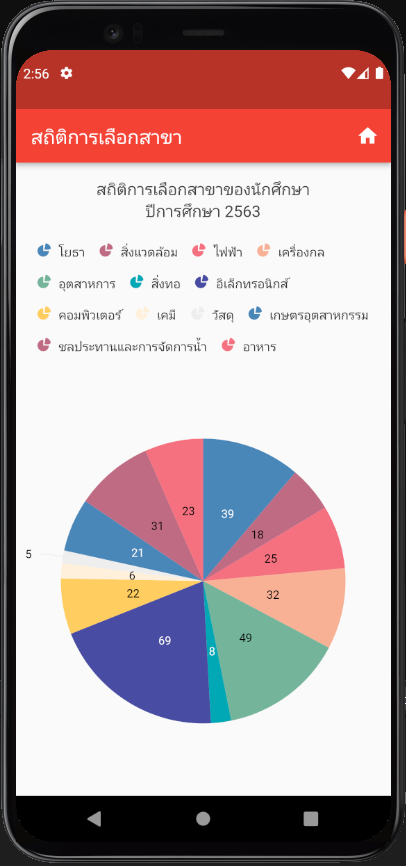 2:56
สถิติการเลือกสาขา
สถิติการเลือกสาขาของนักศึกษา
ปีการศึกษา 2563
โยธา สิ่งแวดล้อม ไฟฟ้า เครื่องกล
อุตสาหการ สิ่งทอ อิเล็กทรอนิกส์
คอมพิวเตอร์ เคมี วัสดุ เกษตรอุตสาหกรรม
ชลประทานและการจัดการน้ำ อาหาร
23 39
31 18
5 21 25
6
22 32
69 49
8